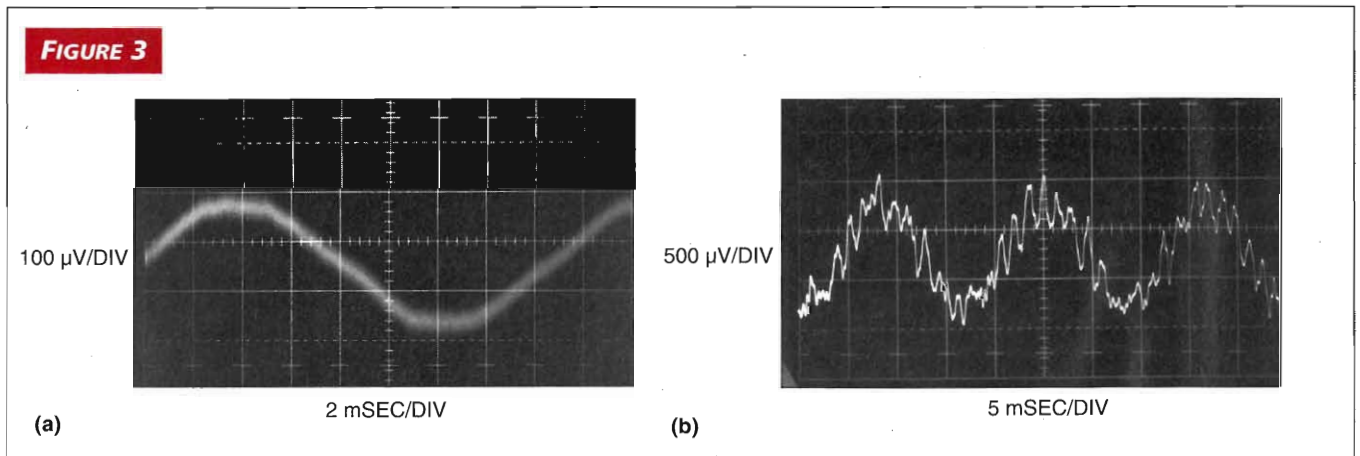 FIGURE 3
100 µV/DIV
500 µV/DIV
2 mSEC/DIV
5 mSEC/DIV
(a)
(b)